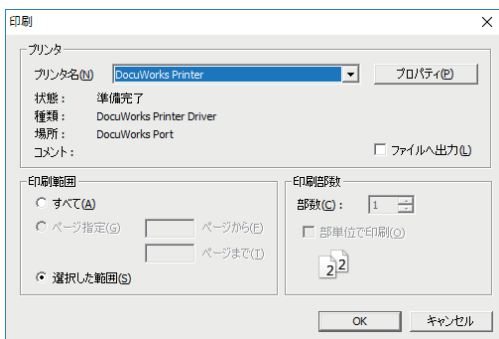 印刷
プリンタ
プリンタ名(N) DocuWorks Printer プロパティ(P)
状態： 準備完了
種類： DocuWorks Printer Driver
場所： DocuWorks Port
コメント： ファイルへ出力(L)
印刷範囲
すべて(A)
ページ指定(G) ページから(F)
ページまで(T)
選択した範囲(S)
印刷部数
部数(C)： 1
部単位で印刷(O)
2 2
OK キャンセル